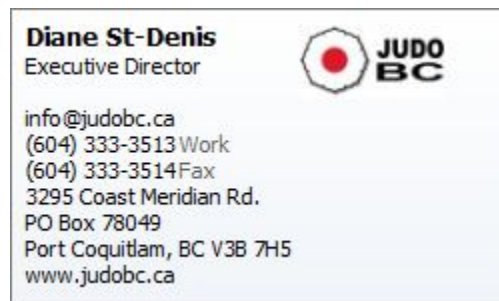 Diane St-Denis
Executive Director
JUDO
BC
info@judobc.ca
(604) 333-3513 Work
(604) 333-3514 Fax
3295 Coast Meridian Rd.
PO Box 78049
Port Coquitlam, BC V3B 7H5
www.judobc.ca